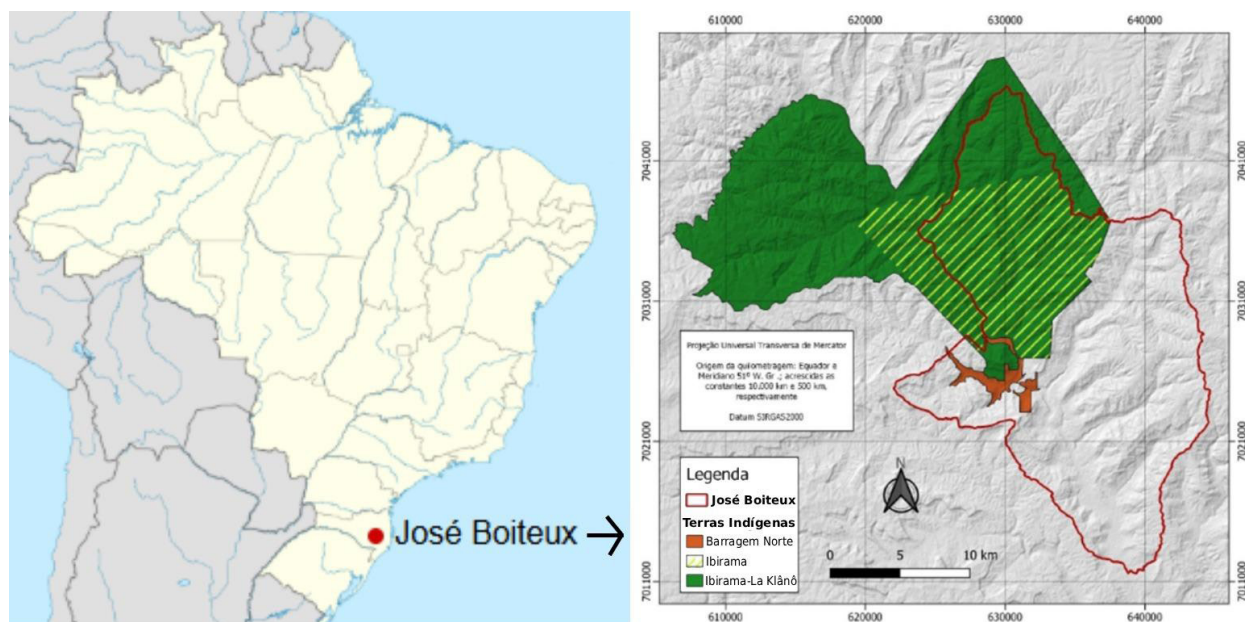 José Boiteux
610000
620000
630000
640000
7041000
7031000
7021000
7011000
7041000
7031000
7021000
7011000
Projeção Universal Transversa de Mercator
Origem da quilometragem: Equador e
Meridiano 51º W. Gr .; acrescidas as
constantes 10.000 km e 500 km,
respectivamente
Datum SIRGAS2000
Legenda
José Boiteux
Terras Indígenas
Barragem Norte
Ibirama
Ibirama-La Klãnõ
N
0 5 10 km
610000
620000
630000
640000